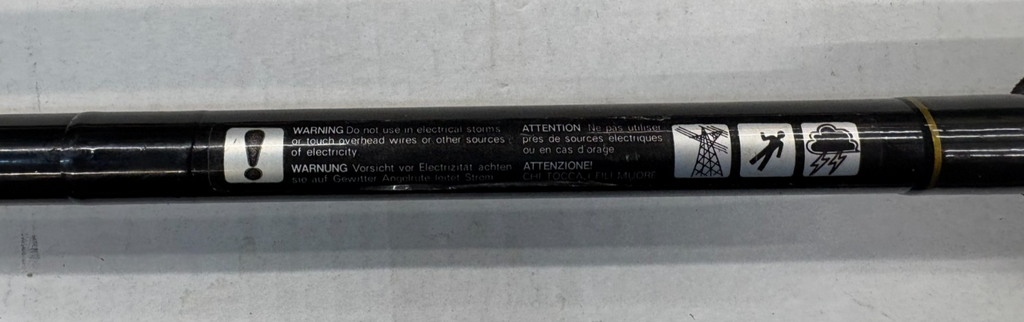 !
WARNING Do not use in electrical storms
or touch overhead wires or other sources
of electricity
WARNUNG Vorsicht vor Electrizität achten
sie auf Gewitter Angelrute leitet Strom
ATTENTION Ne pas utiliser
pres de sources electriques
ou en cas d'orage
ATTENZIONE!
CHI TOCCA I FILI MUORE